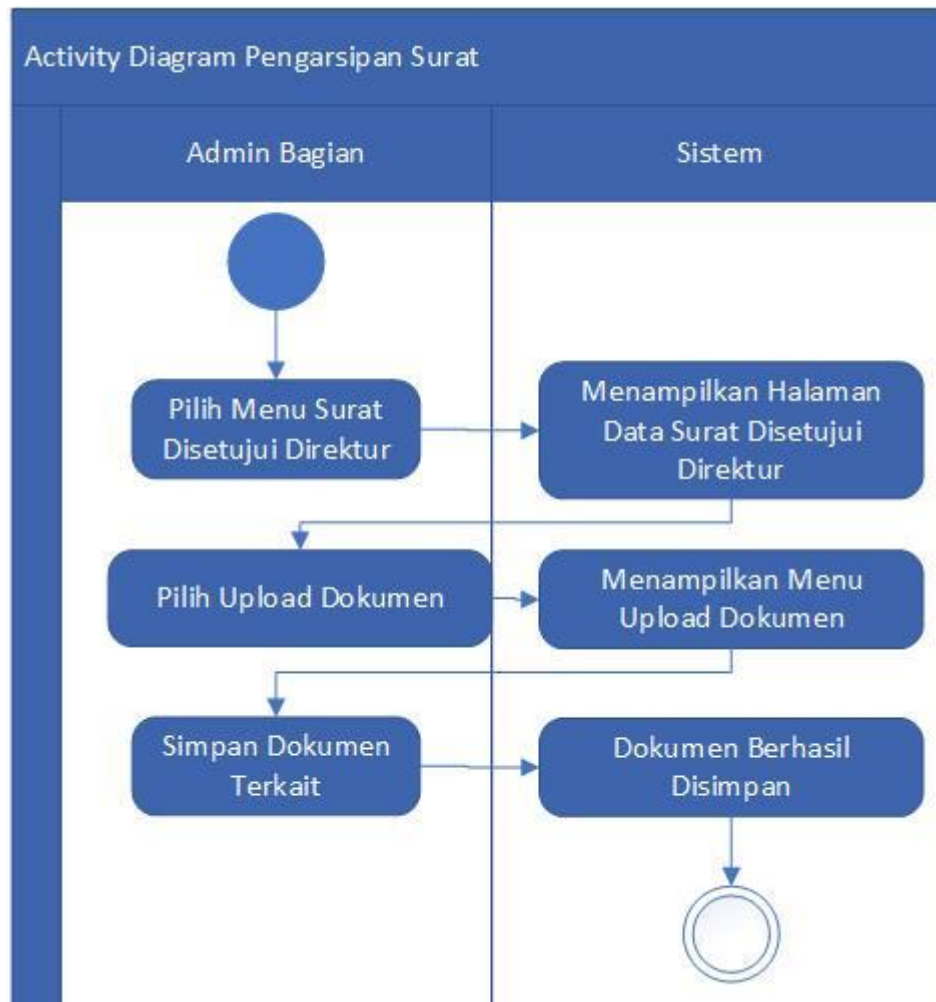 Activity Diagram Pengarsipan Surat
Admin Bagian
Sistem
Pilih Menu Surat
Disetujui Direktur
Menampilkan Halaman
Data Surat Disetujui
Direktur
Pilih Upload Dokumen
Menampilkan Menu
Upload Dokumen
Simpan Dokumen
Terkait
Dokumen Berhasil
Disimpan